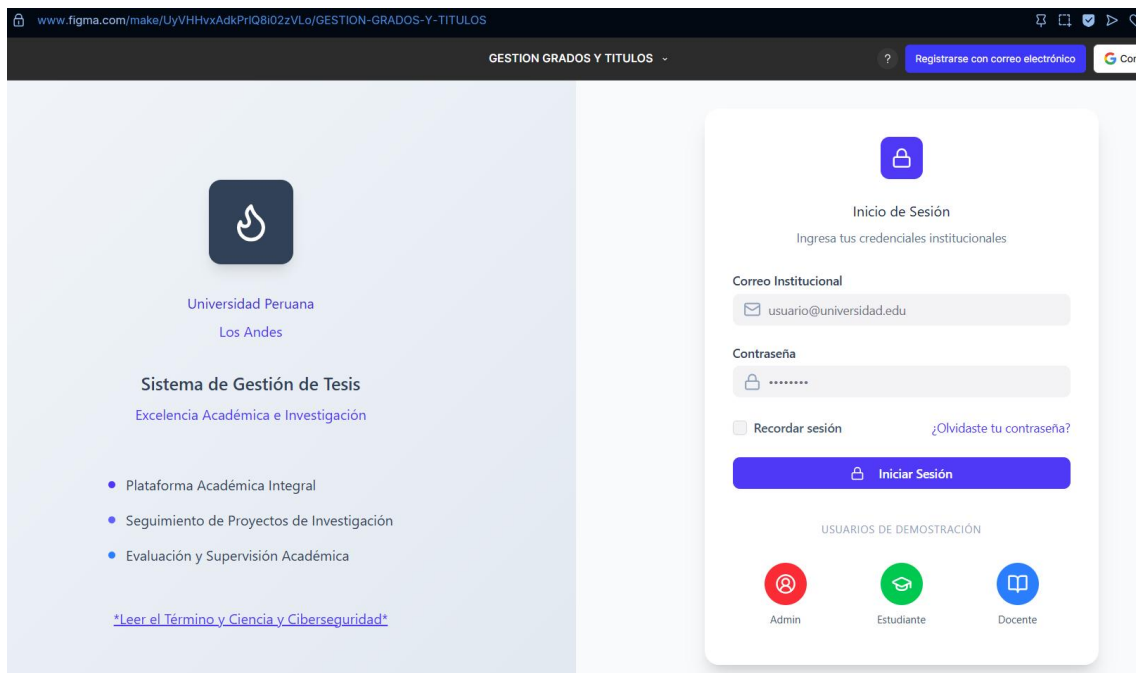 www.figma.com/make/UyVHHvxAdkPrIQ8i02zVLo/GESTION-GRADOS-Y-TITULOS
GESTION GRADOS Y TITULOS
?
Registrarse con correo electrónico
G
Universidad Peruana
Los Andes
Sistema de Gestión de Tesis
Excelencia Académica e Investigación
Plataforma Académica Integral
Seguimiento de Proyectos de Investigación
Evaluación y Supervisión Académica
*Leer el Término y Ciencia y Ciberseguridad*
Inicio de Sesión
Ingresa tus credenciales institucionales
Correo Institucional
usuario@universidad.edu
Contraseña
••••••••
Recordar sesión
¿Olvidaste tu contraseña?
Iniciar Sesión
USUARIOS DE DEMOSTRACIÓN
Admin
Estudiante
Docente